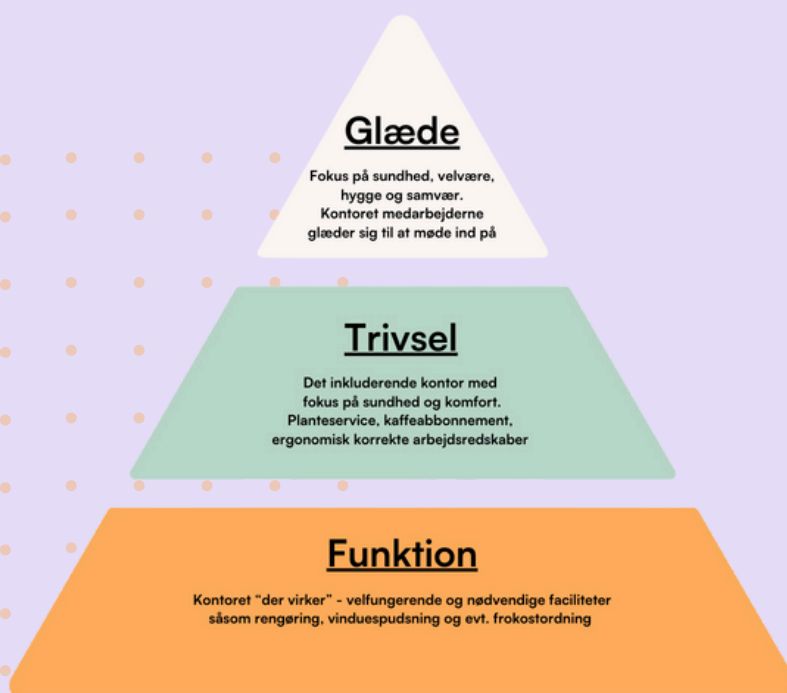 Glæde
Fokus på sundhed, velvære,
hygge og samvær.
Kontoret medarbejderne
glæder sig til at møde ind på
Trivsel
Det inkluderende kontor med
fokus på sundhed og komfort.
Planteservice, kaffeabbonnement,
ergonomisk korrekte arbejdsredskaber
Funktion
Kontoret “der virker” - velfungerende og nødvendige faciliteter
såsom rengøring, vinduespudsning og evt. frokostordning